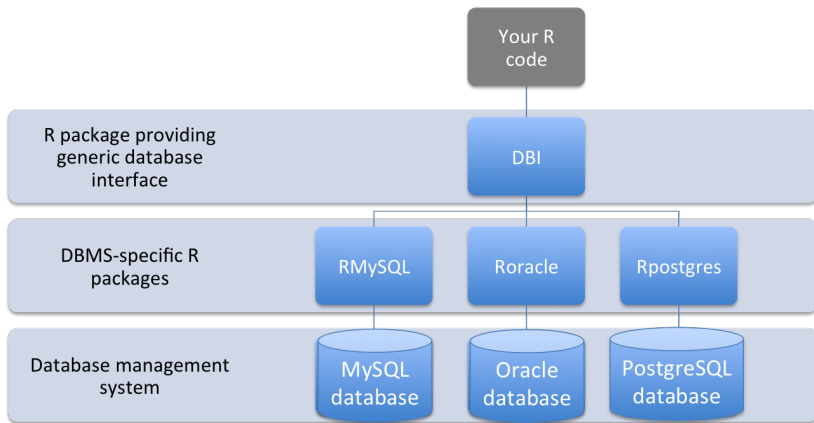 Your R
code
R package providing
generic database
interface
DBI
DBMS-specific R
packages
RMySQL
Roracle
Rpostgres
Database management
system
MySQL
database
Oracle
database
PostgreSQL
database